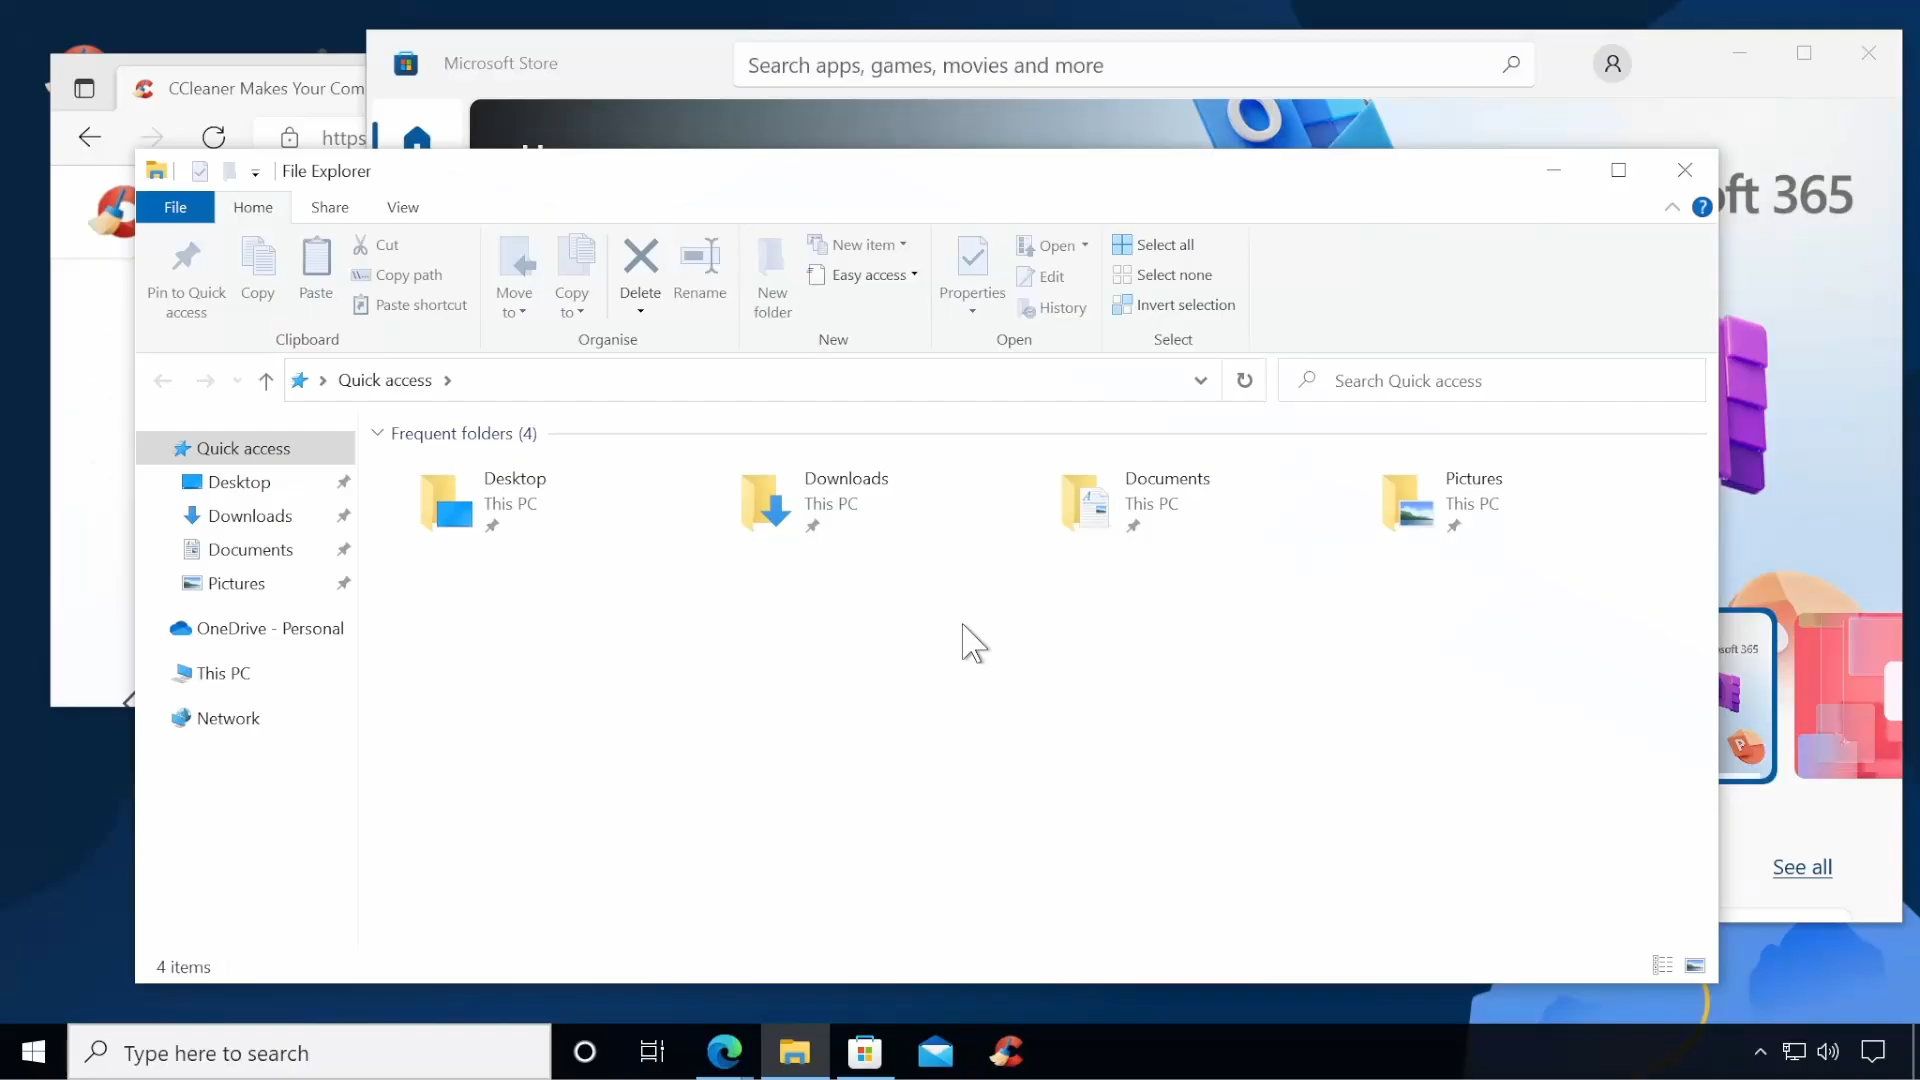 Microsoft Store
Search apps, games, movies and more
CCleaner Makes Your Com
https
File Explorer
File Home Share View
oft 365
Pin to Quick access
Copy
Paste
Cut
Copy path
Paste shortcut
Clipboard
Move to
Copy to
Delete
Rename
Organise
New folder
New item
Easy access
New
Properties
Open
Edit
History
Open
Select all
Select none
Invert selection
Select
Quick access
Search Quick access
Quick access
Desktop
Downloads
Documents
Pictures
OneDrive - Personal
This PC
Network
Frequent folders (4)
Desktop
This PC
Downloads
This PC
Documents
This PC
Pictures
This PC
soft 365
P
See all
4 items
Type here to search